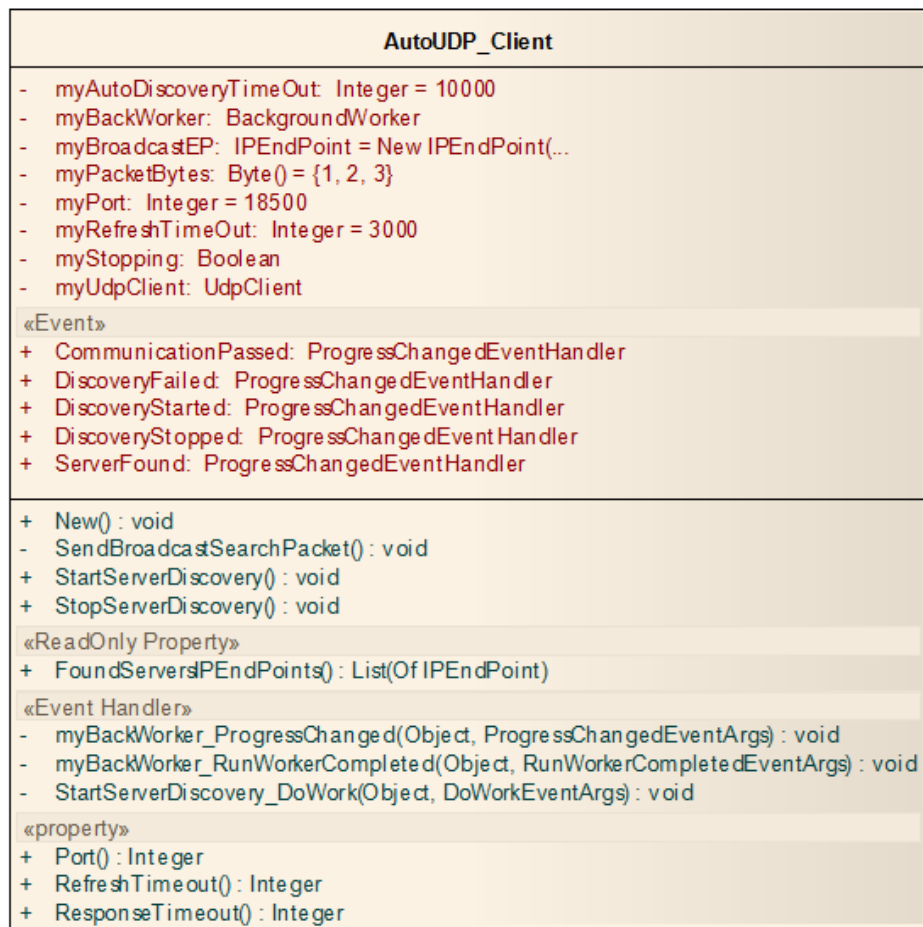 AutoUDP_Client
- myAutoDiscoveryTimeOut: Integer = 10000
- myBackWorker: BackgroundWorker
- myBroadcastEP: IPEndPoint = New IPEndPoint(...
- myPacketBytes: Byte() = {1, 2, 3}
- myPort: Integer = 18500
- myRefreshTimeOut: Integer = 3000
- myStopping: Boolean
- myUdpClient: UdpClient
«Event»
+ CommunicationPassed: ProgressChangedEventHandler
+ DiscoveryFailed: ProgressChangedEventHandler
+ DiscoveryStarted: ProgressChangedEventHandler
+ DiscoveryStopped: ProgressChangedEventHandler
+ ServerFound: ProgressChangedEventHandler
+ New() : void
- SendBroadcastSearchPacket() : void
+ StartServerDiscovery() : void
+ StopServerDiscovery() : void
«ReadOnly Property»
+ FoundServersIPEndPoints() : List(Of IPEndPoint)
«Event Handler»
- myBackWorker_ProgressChanged(Object, ProgressChangedEventArgs) : void
- myBackWorker_RunWorkerCompleted(Object, RunWorkerCompletedEventArgs) : void
- StartServerDiscovery_DoWork(Object, DoWorkEventArgs) : void
«property»
+ Port() : Integer
+ RefreshTimeout() : Integer
+ ResponseTimeout() : Integer